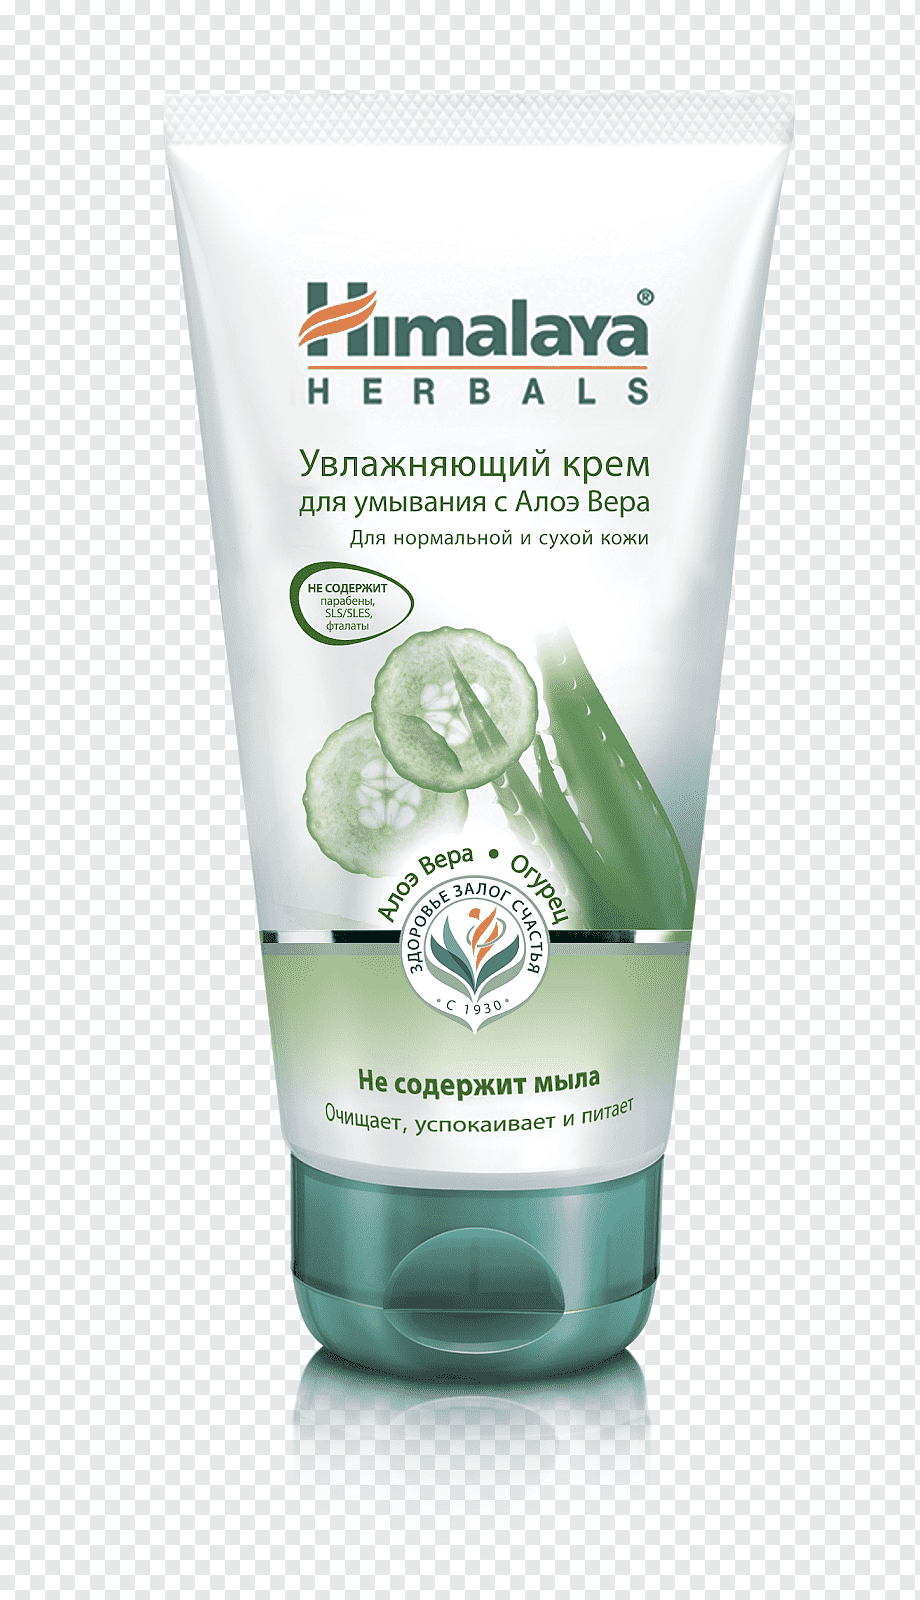 Himalaya®
HERBALS
Увлажняющий крем
для умывания с Алоэ Вера
Для нормальной и сухой кожи
НЕ СОДЕРЖИТ
парабены,
SLS/SLES,
фталаты
Алоэ Вера • Огурец
ЗДОРОВЬЕ ЗАЛОГ СЧАСТЬЯ
• С 1930 •
Не содержит мыла
Очищает, успокаивает и питает